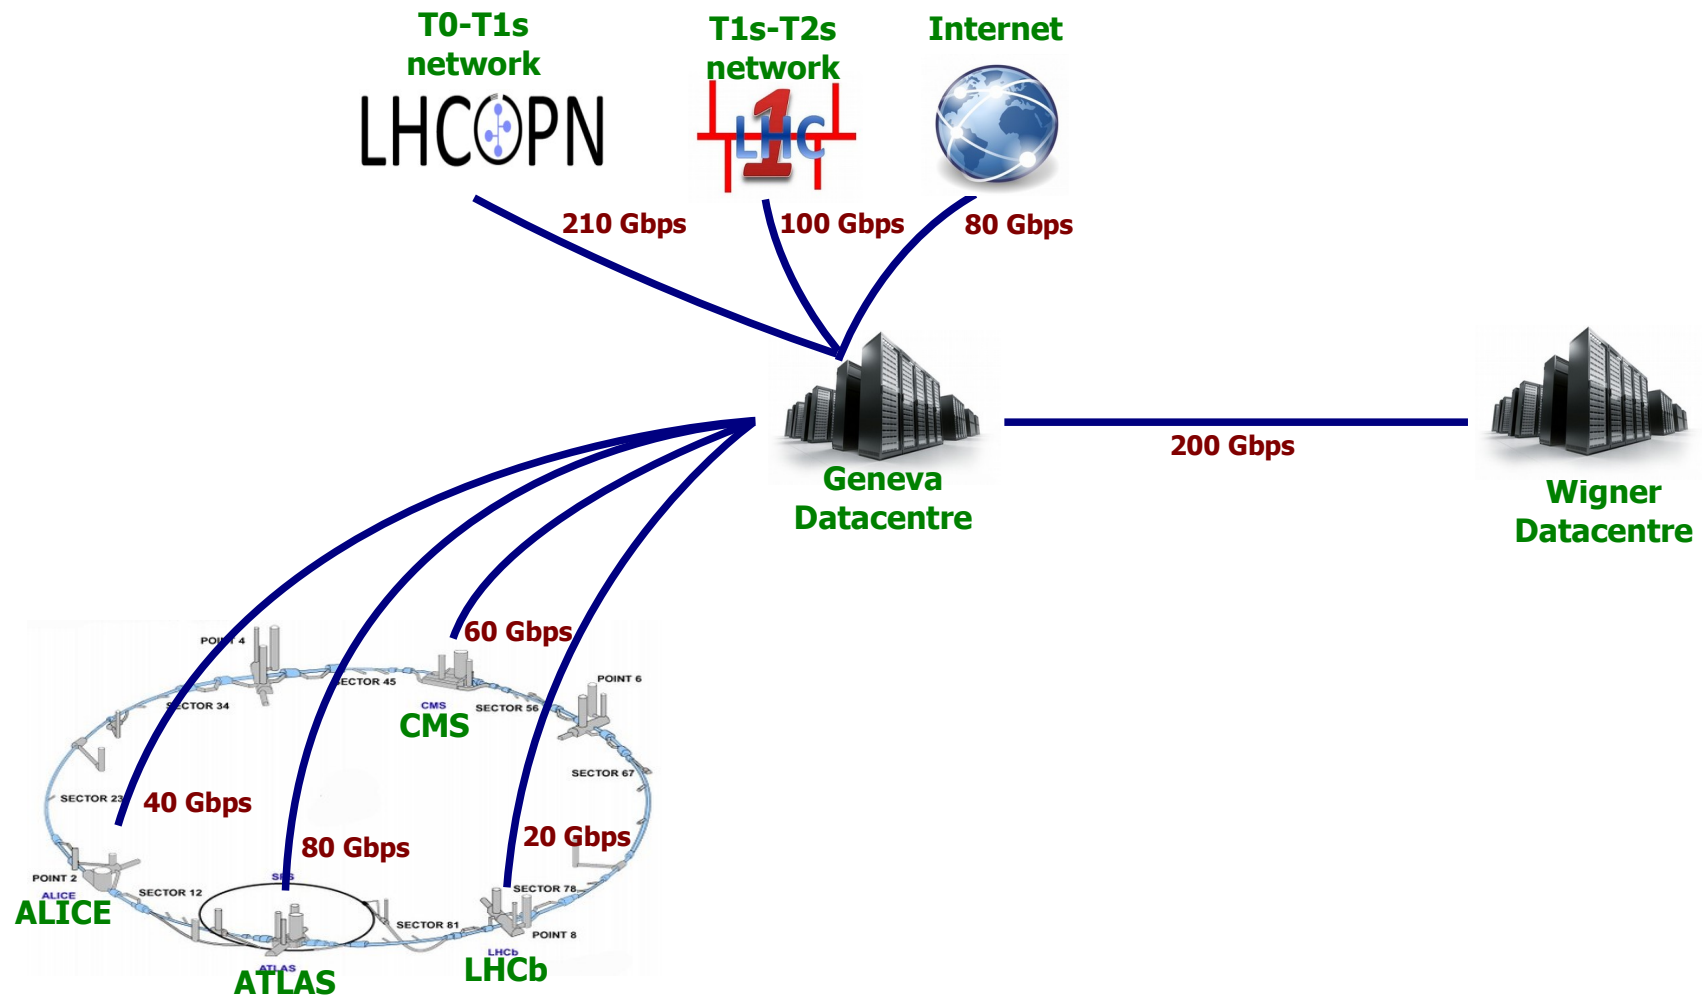 T0-T1s
network
LHCOPN
T1s-T2s
network
1
LHC
Internet
210 Gbps
100 Gbps
80 Gbps
200 Gbps
Geneva
Datacentre
Wigner
Datacentre
60 Gbps
POINT 4
SECTOR 45
SECTOR 34
CMS
CMS
SECTOR 56
POINT 6
SECTOR 67
SECTOR 23
40 Gbps
80 Gbps
20 Gbps
POINT 2
ALICE
ALICE
SECTOR 12
SPS
SECTOR 81
SECTOR 78
POINT 8
LHCb
LHCb
ATLAS
ATLAS